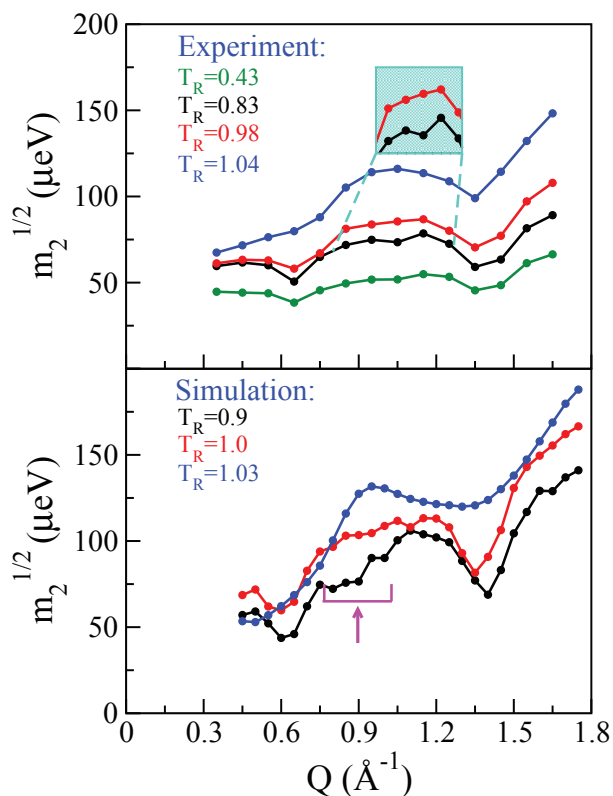 200
150
100
50
m₂^1/2 (μeV)
Experiment:
T_R=0.43
T_R=0.83
T_R=0.98
T_R=1.04
150
100
50
0
m₂^1/2 (μeV)
Simulation:
T_R=0.9
T_R=1.0
T_R=1.03
0 0.3 0.6 0.9 1.2 1.5 1.8
Q (Å⁻¹)